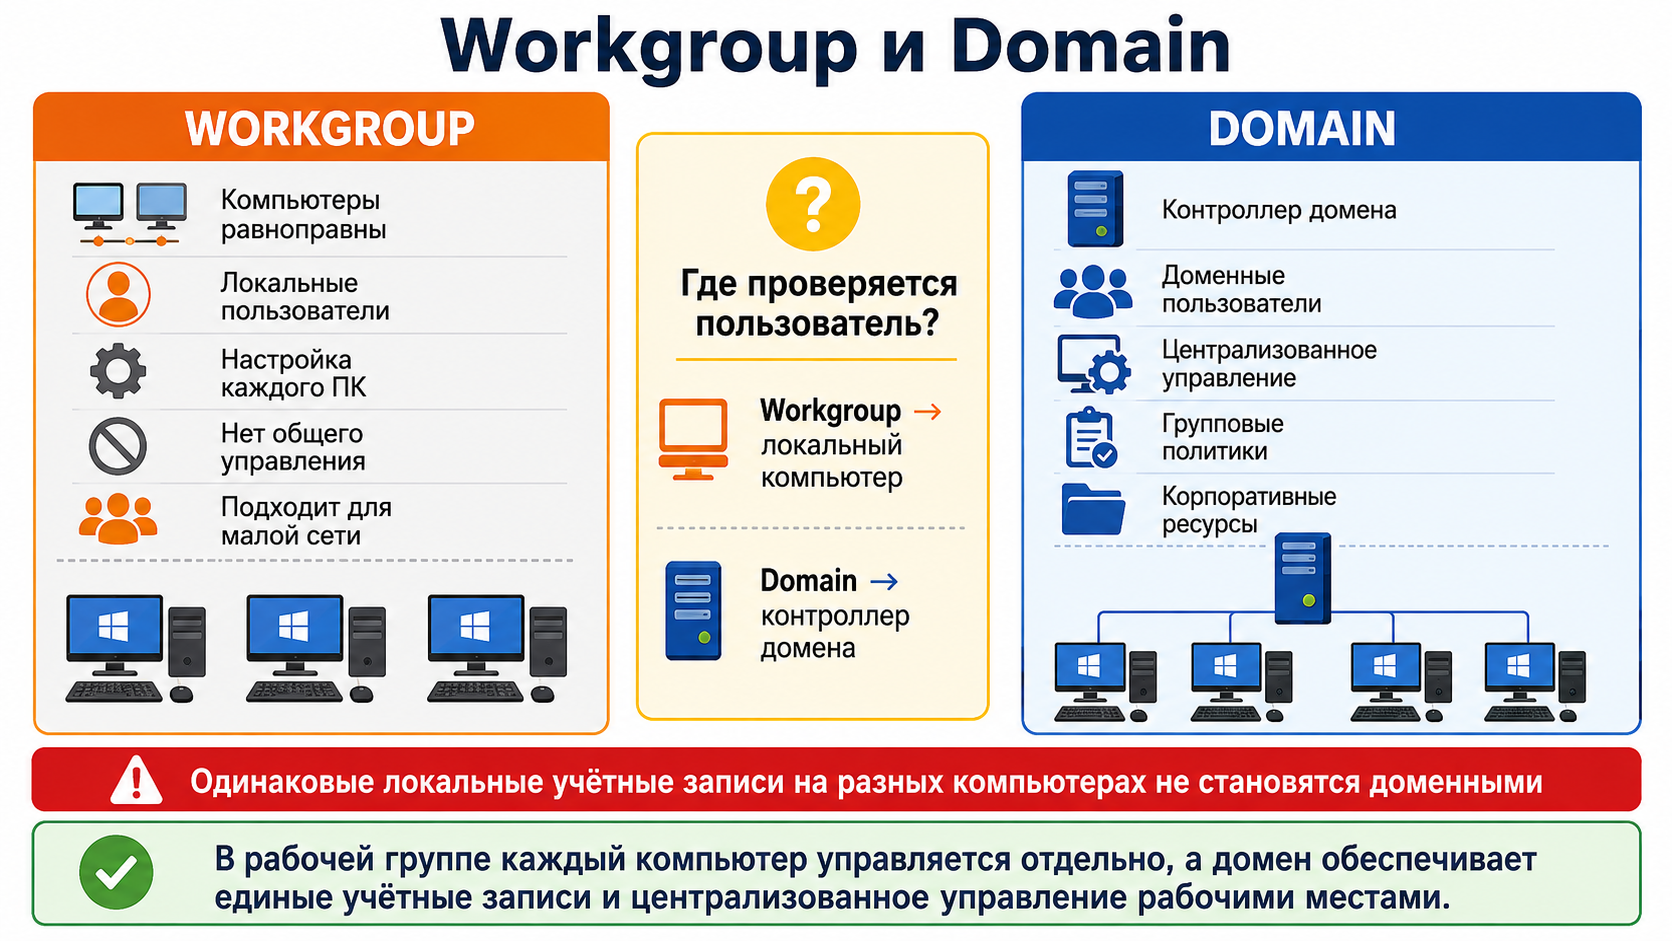 Workgroup и Domain
WORKGROUP
Компьютеры
равноправны
Локальные
пользователи
Настройка
каждого ПК
Нет общего
управления
Подходит для
малой сети
?
Где проверяется
пользователь?
Workgroup →
локальный
компьютер
Domain →
контроллер
домена
DOMAIN
Контроллер домена
Доменные
пользователи
Централизованное
управление
Групповые
политики
Корпоративные
ресурсы
Одинаковые локальные учётные записи на разных компьютерах не становятся доменными
В рабочей группе каждый компьютер управляется отдельно, а домен обеспечивает
единые учётные записи и централизованное управление рабочими местами.